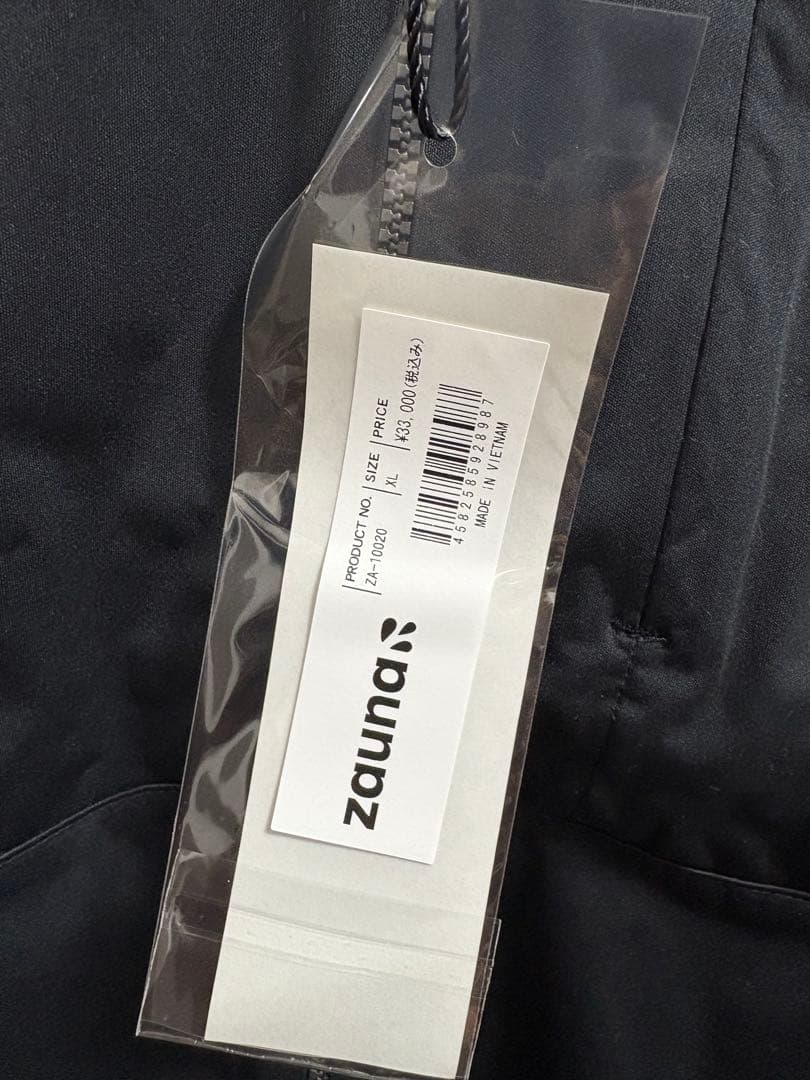 zauna
PRODUCT NO. SIZE PRICE
ZA-10020 XL ¥33,000(税込み)
4582585928987
MADE IN VIETNAM